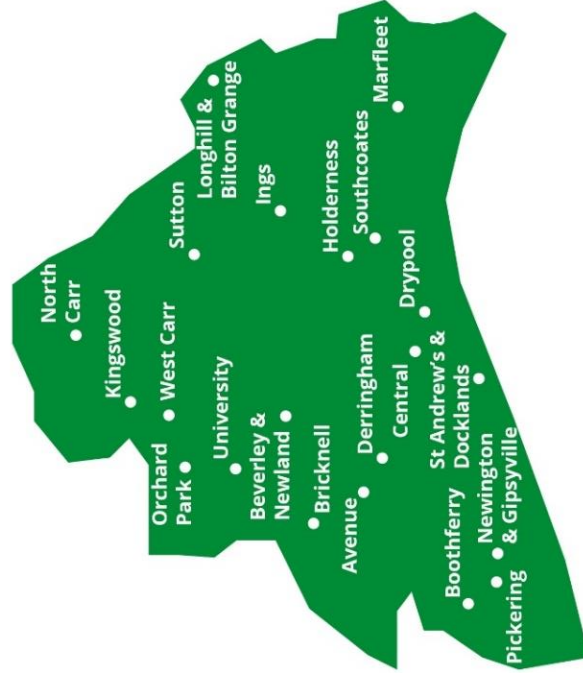 North
Carr
Kingswood
West Carr
Orchard
Park
University
Sutton
Longhill &
Bilton Grange
Ings
Beverley &
Newland
Bricknell
Avenue
Derringham
Central
Holderness
Southcoates
Marfleet
Drypool
St Andrew's &
Docklands
Boothferry
Newington
& Gipsyville
Pickering